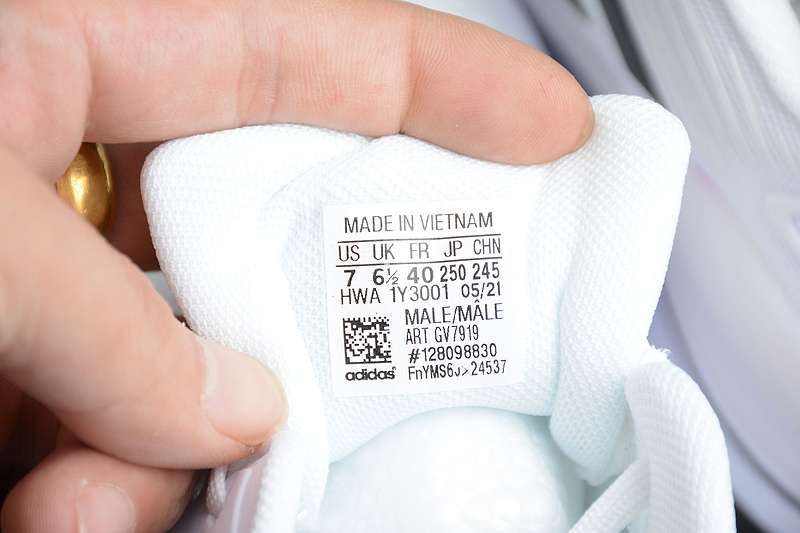 MADE IN VIETNAM
US UK FR JP CHN
7 6½ 40 250 245
HWA 1Y3001 05/21
MALE/MÂLE
ART GV7919
#128098830
adidas® FnYMS6J>24537